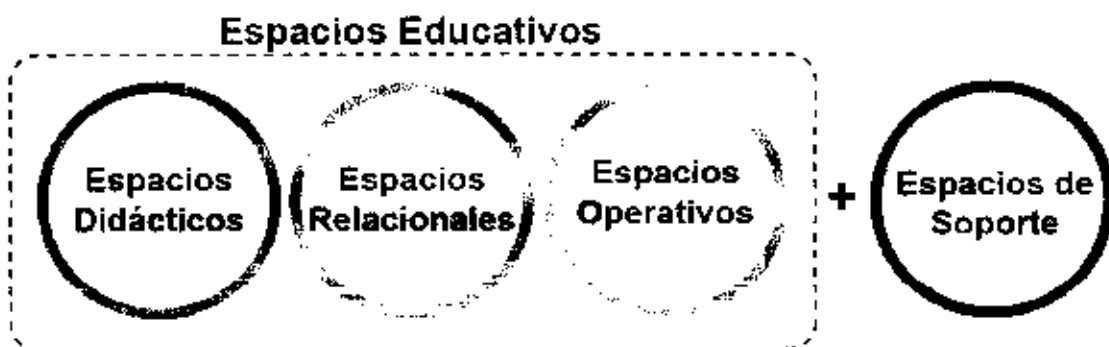 Espacios Educativos
Espacios
Didácticos
Espacios
Relacionales
Espacios
Operativos
+
Espacios de
Soporte